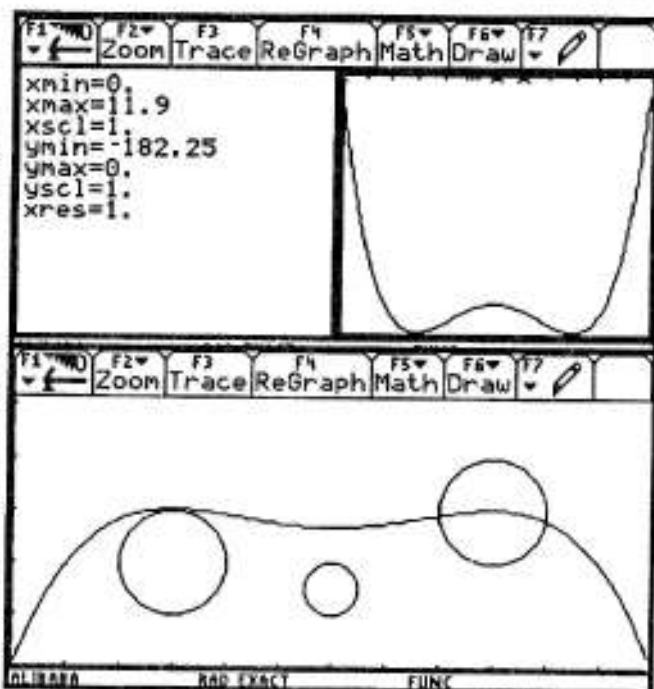 F1 F2 F3 F4 F5 F6 F7
Zoom Trace ReGraph Math Draw
xmin=0.
xmax=11.9
xscl=1.
ymin=-182.25
ymax=0.
yscl=1.
xres=1.
F1 F2 F3 F4 F5 F6 F7
Zoom Trace ReGraph Math Draw
ALIBABA RAD EXACT FUNC